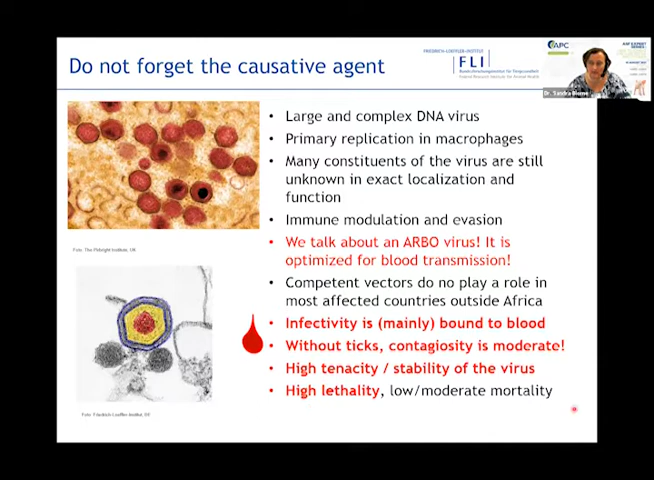 Do not forget the causative agent
FRIEDRICH-LOEFFLER-INSTITUT
FLI
Bundesforschungsinstitut für Tiergesundheit
Federal Research Institute for Animal Health
APC
Dr. Sandra Blome
• Large and complex DNA virus
• Primary replication in macrophages
• Many constituents of the virus are still
unknown in exact localization and
function
• Immune modulation and evasion
• We talk about an ARBO virus! It is
optimized for blood transmission!
• Competent vectors do no play a role in
most affected countries outside Africa
• Infectivity is (mainly) bound to blood
• Without ticks, contagiosity is moderate!
• High tenacity / stability of the virus
• High lethality, low/moderate mortality
Foto: The Pirbright Institute, UK
Foto: Friedrich-Loeffler-Institut, DE